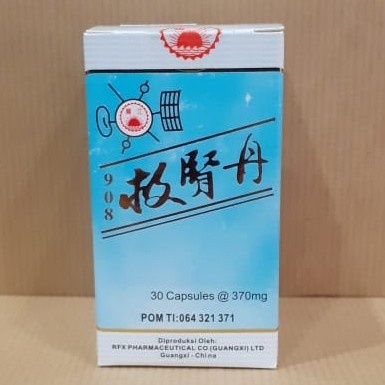 908
救腎丹
30 Capsules @ 370mg
POM TI:064 321 371
Diproduksi Oleh:
RFX PHARMACEUTICAL CO (GUANGXI) LTD
Guangxi - China